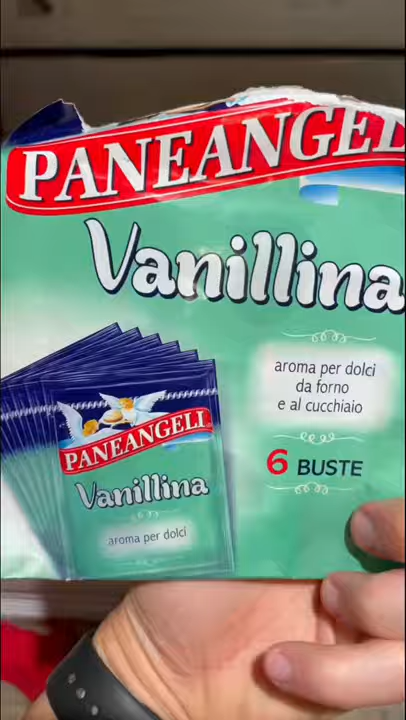 PANEANGELI
Vanillina
aroma per dolci
da forno
e al cucchiaio
6 BUSTE
PANEANGELI
Vanillina
aroma per dolci